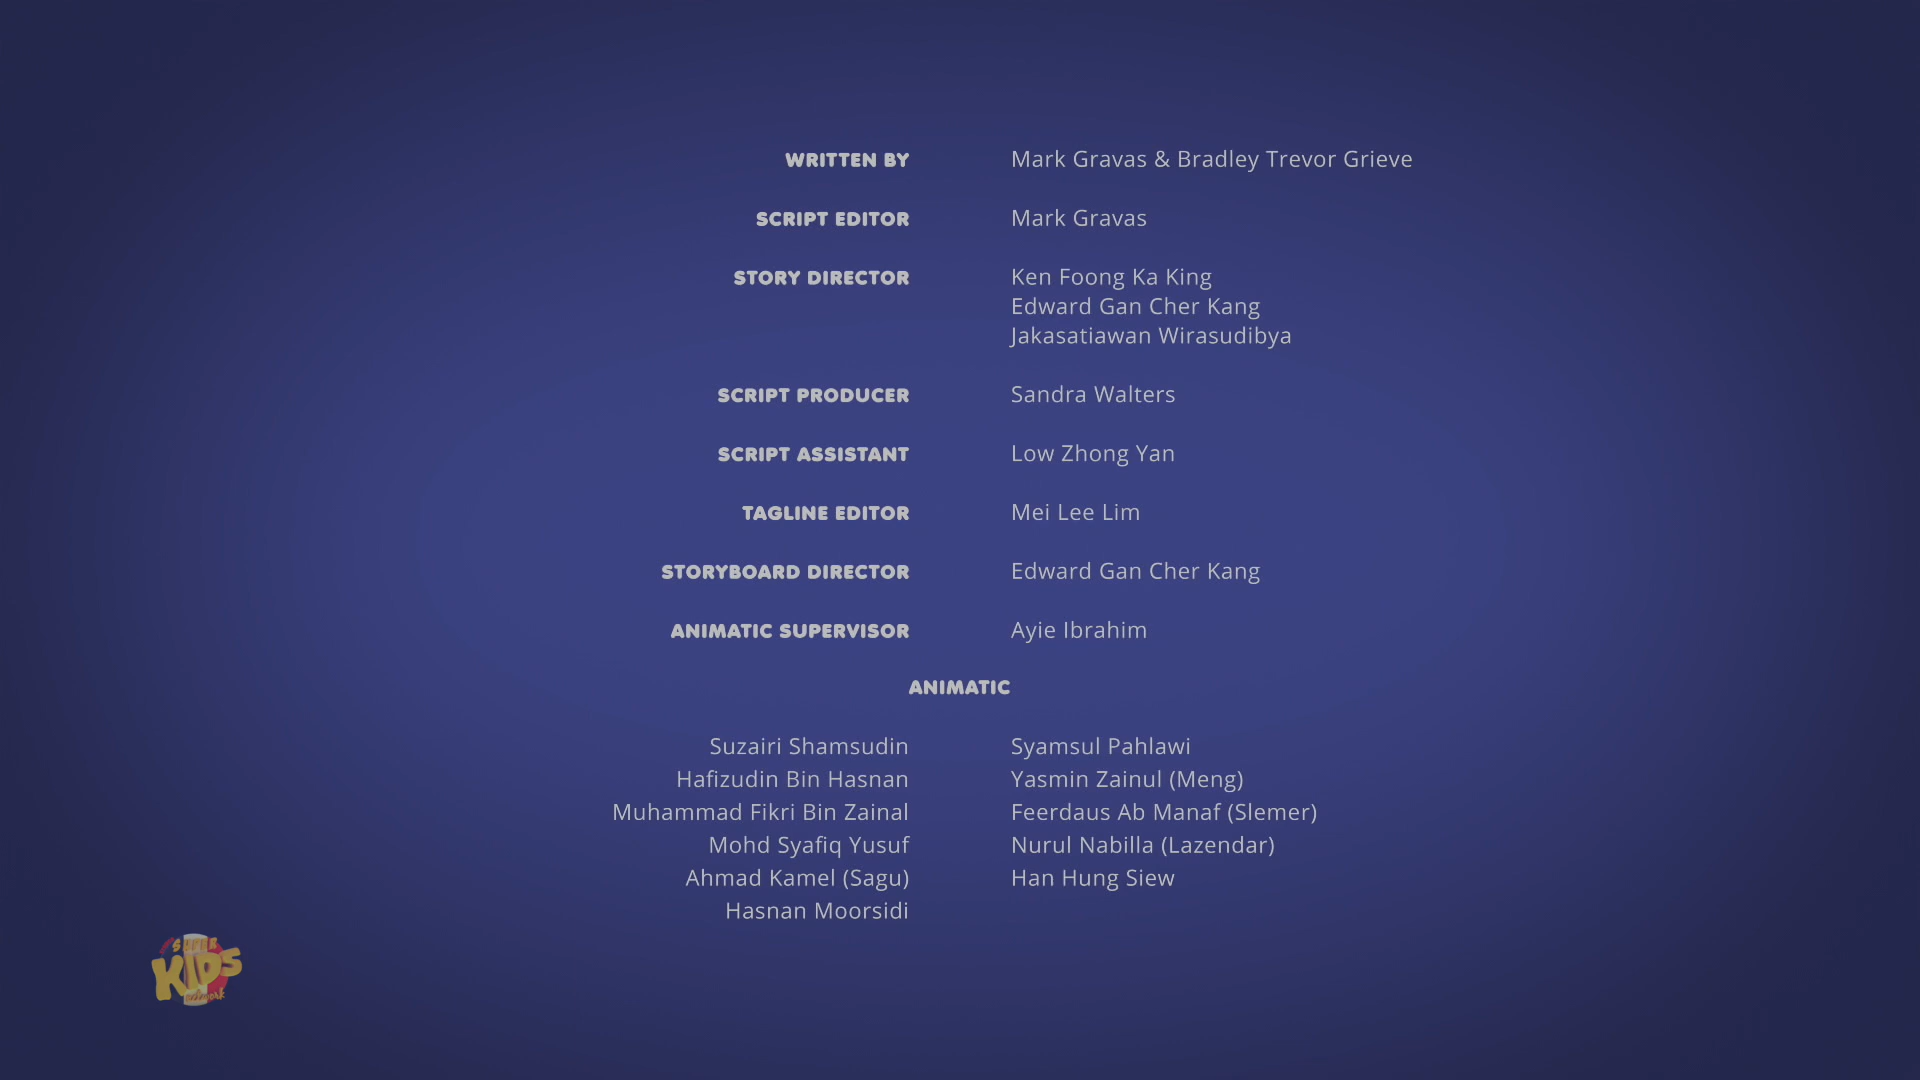 WRITTEN BY Mark Gravas & Bradley Trevor Grieve
SCRIPT EDITOR Mark Gravas
STORY DIRECTOR Ken Foong Ka King
Edward Gan Cher Kang
Jakasatiawan Wirasudibya
SCRIPT PRODUCER Sandra Walters
SCRIPT ASSISTANT Low Zhong Yan
TAGLINE EDITOR Mei Lee Lim
STORYBOARD DIRECTOR Edward Gan Cher Kang
ANIMATIC SUPERVISOR Ayie Ibrahim
ANIMATIC
Suzairi Shamsudin Syamsul Pahlawi
Hafizudin Bin Hasnan Yasmin Zainul (Meng)
Muhammad Fikri Bin Zainal Feerdaus Ab Manaf (Slemer)
Mohd Syafiq Yusuf Nurul Nabilla (Lazendar)
Ahmad Kamel (Sagu) Han Hung Siew
Hasnan Moorsidi
SUPER
KIDS
network